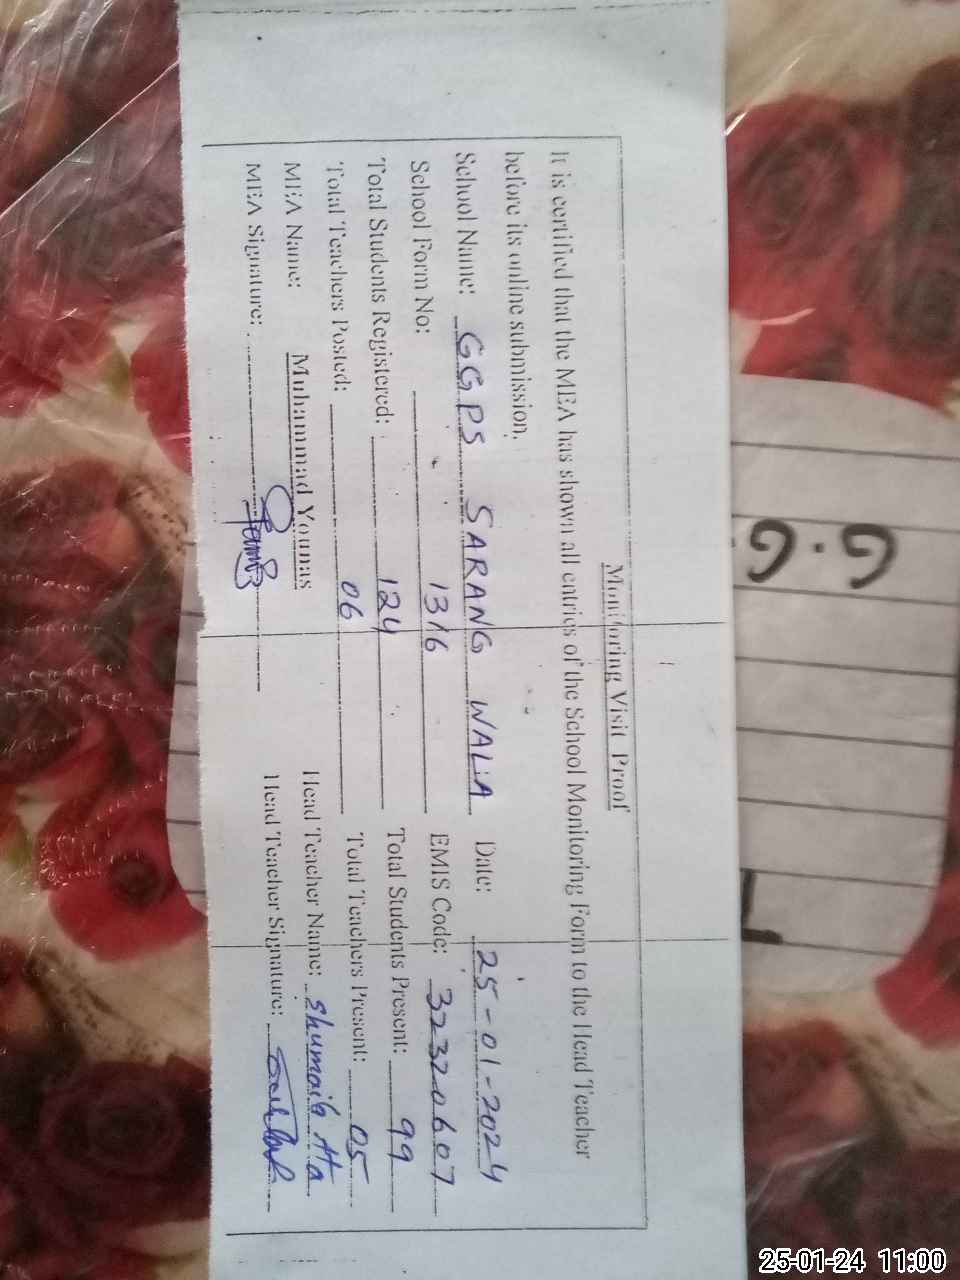 Monitoring Visit Proof
It is certified that the MEA has shown all entries of the School Monitoring Form to the Head Teacher
before its online submission.
School Name: GGPS SARANG WALA Date: 25-01-2024
School Form No: 1316 EMIS Code: 32320607
Total Students Registered: 124 Total Students Present: 99
Total Teachers Posted: 06 Total Teachers Present: 05
MEA Name: Muhammad Younas Head Teacher Name: Shumaila
MEA Signature: Head Teacher Signature:
G.G.
25-01-24 11:00